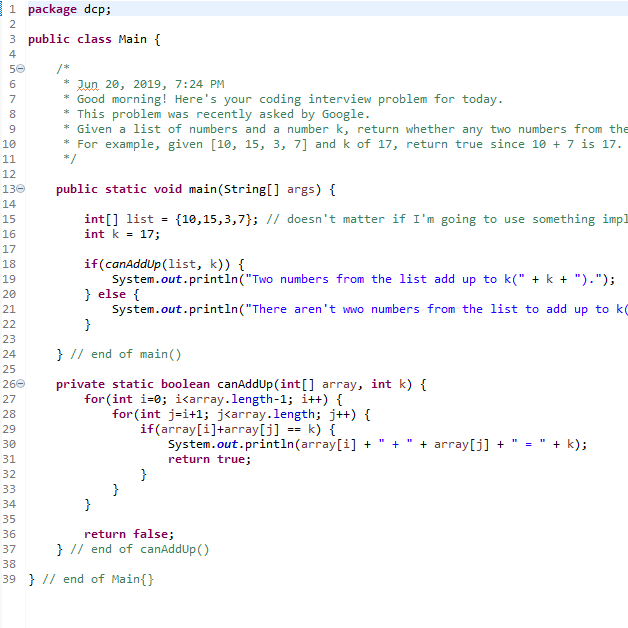 1 package dcp;
2
3 public class Main {
4
5 /*
6 * Jun 20, 2019, 7:24 PM
7 * Good morning! Here's your coding interview problem for today.
8 * This problem was recently asked by Google.
9 * Given a list of numbers and a number k, return whether any two numbers from the
10 * For example, given [10, 15, 3, 7] and k of 17, return true since 10 + 7 is 17.
11 */
12
13 public static void main(String[] args) {
14
15 int[] list = {10,15,3,7}; // doesn't matter if I'm going to use something impl
16 int k = 17;
17
18 if(canAddUp(list, k)) {
19 System.out.println("Two numbers from the list add up to k(" + k + ").");
20 } else {
21 System.out.println("There aren't wwo numbers from the list to add up to k(
22 }
23
24 } // end of main()
25
26 private static boolean canAddUp(int[] array, int k) {
27 for(int i=0; i<array.length-1; i++) {
28 for(int j=i+1; j<array.length; j++) {
29 if(array[i]+array[j] == k) {
30 System.out.println(array[i] + " + " + array[j] + " = " + k);
31 return true;
32 }
33 }
34 }
35
36 return false;
37 } // end of canAddUp()
38
39 } // end of Main{}